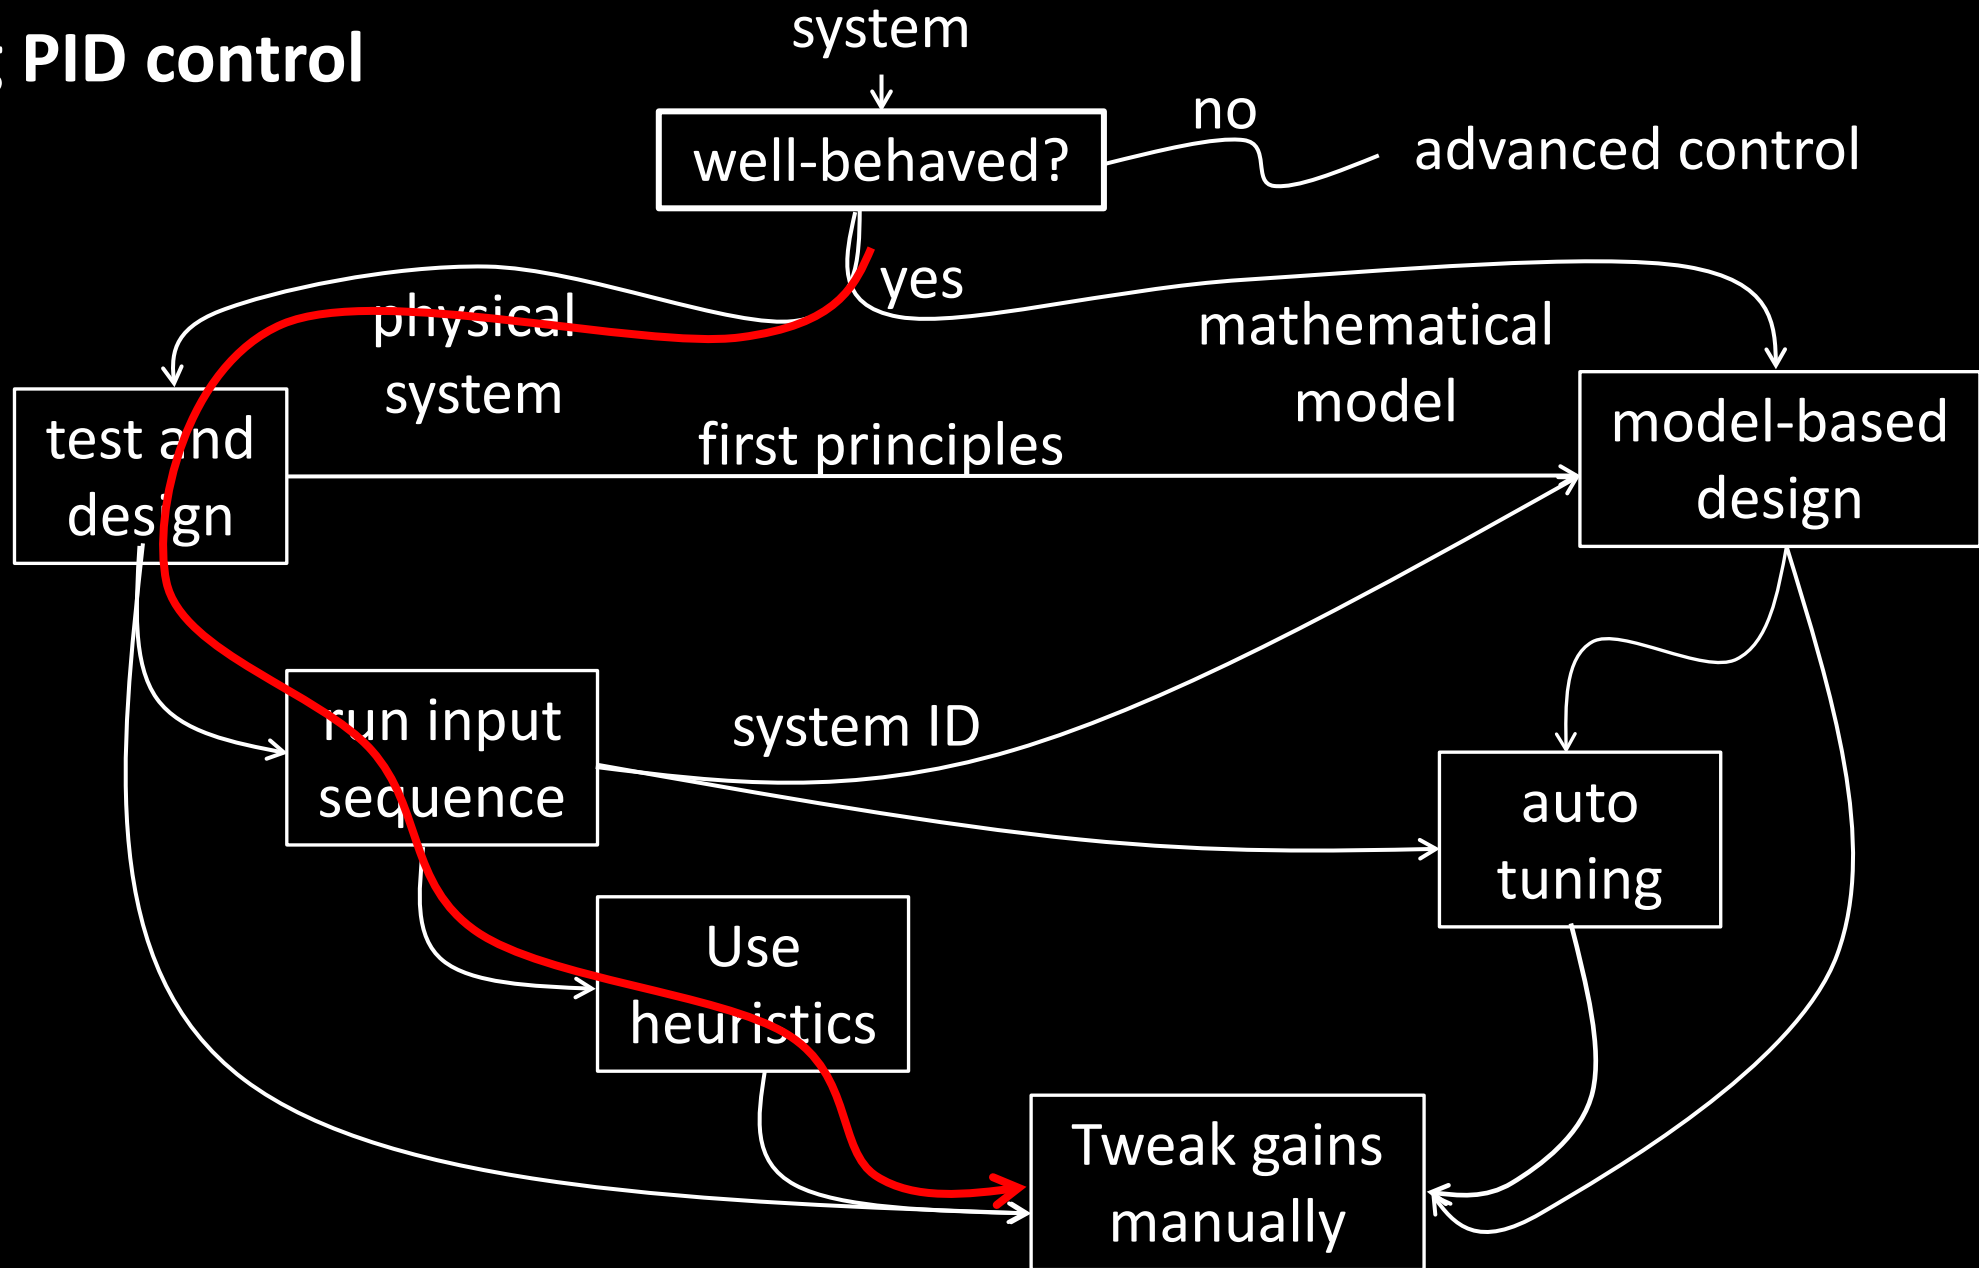 PID control
system
well-behaved?
no
advanced control
yes
physical
system
mathematical
model
test and
design
first principles
model-based
design
run input
sequence
system ID
auto
tuning
Use
heuristics
Tweak gains
manually